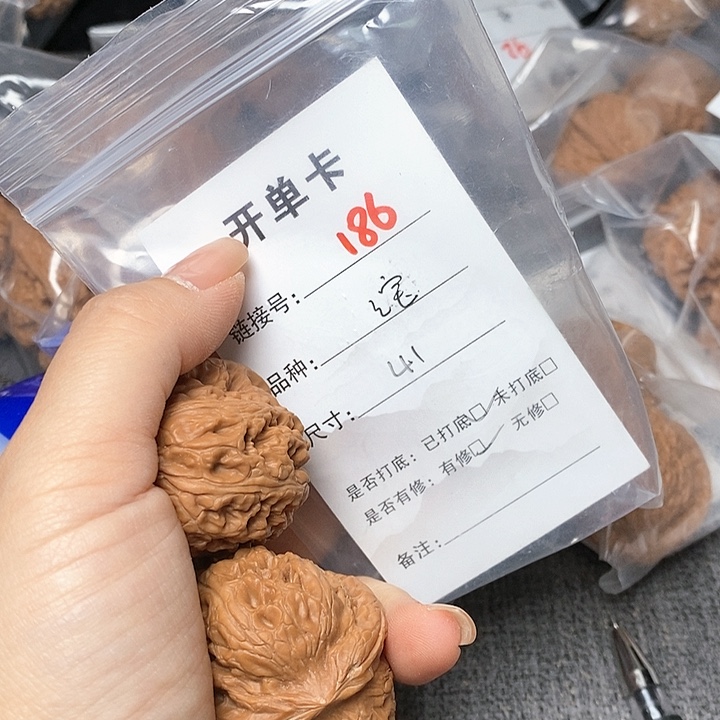 开单卡
链接号：186
品种：
尺寸：41
是否打底：已打底☑ 未打底□
是否有修：有修☑ 无修□
备注：